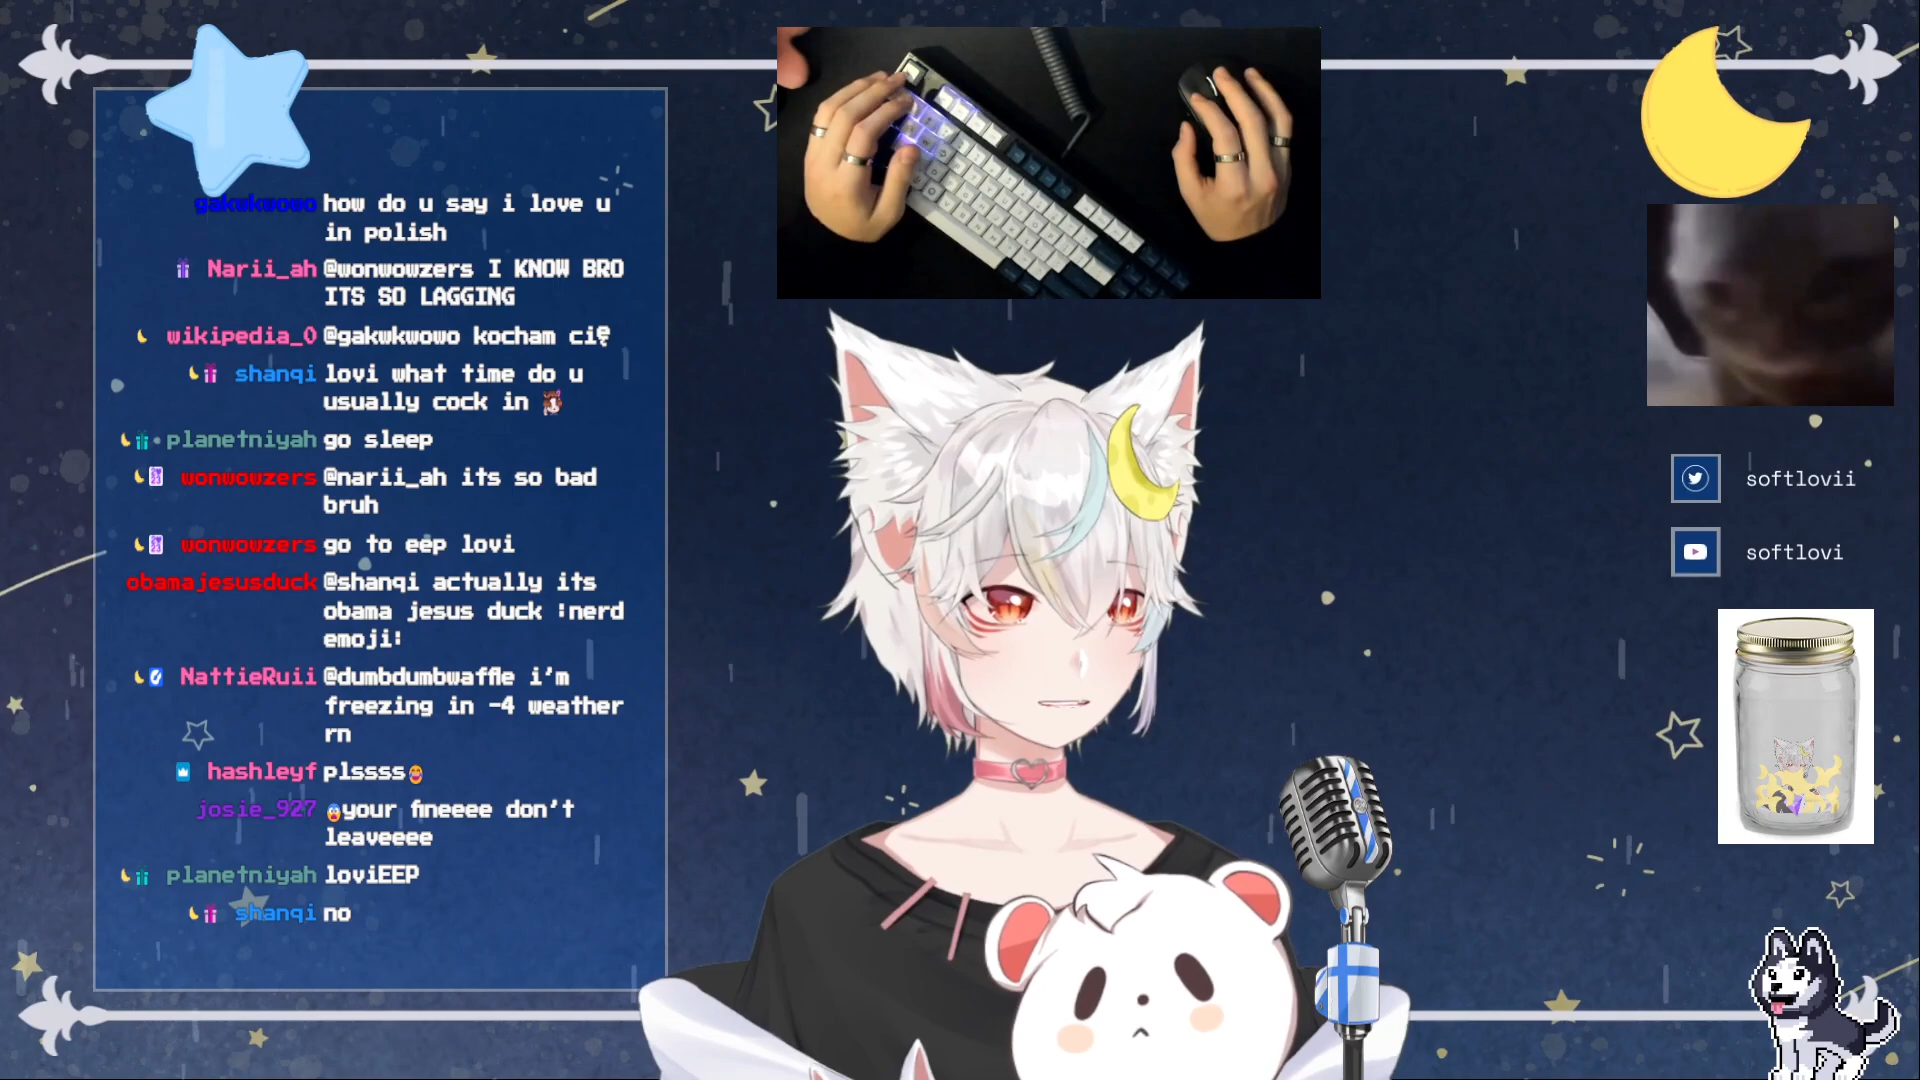 gakwkwowo how do u say i love u
in polish
Narii_ah @wonwowzers I KNOW BRO
ITS SO LAGGING
wikipedia_O @gakwkwowo kocham cię
shanqi lovi what time do u
usually cock in
planetniyah go sleep
wonwowzers @narii_ah its so bad
bruh
wonwowzers go to eep lovi
obamajesusduck @shanqi actually its
obama jesus duck :nerd
emoji:
NattieRuii @dumbdumbwaffle i'm
freezing in -4 weather
rn
hashleyf plssss
josie_927 your fineeee don't
leaveeee
planetniyah loviEEP
shanqi no
softlovii
softlovi